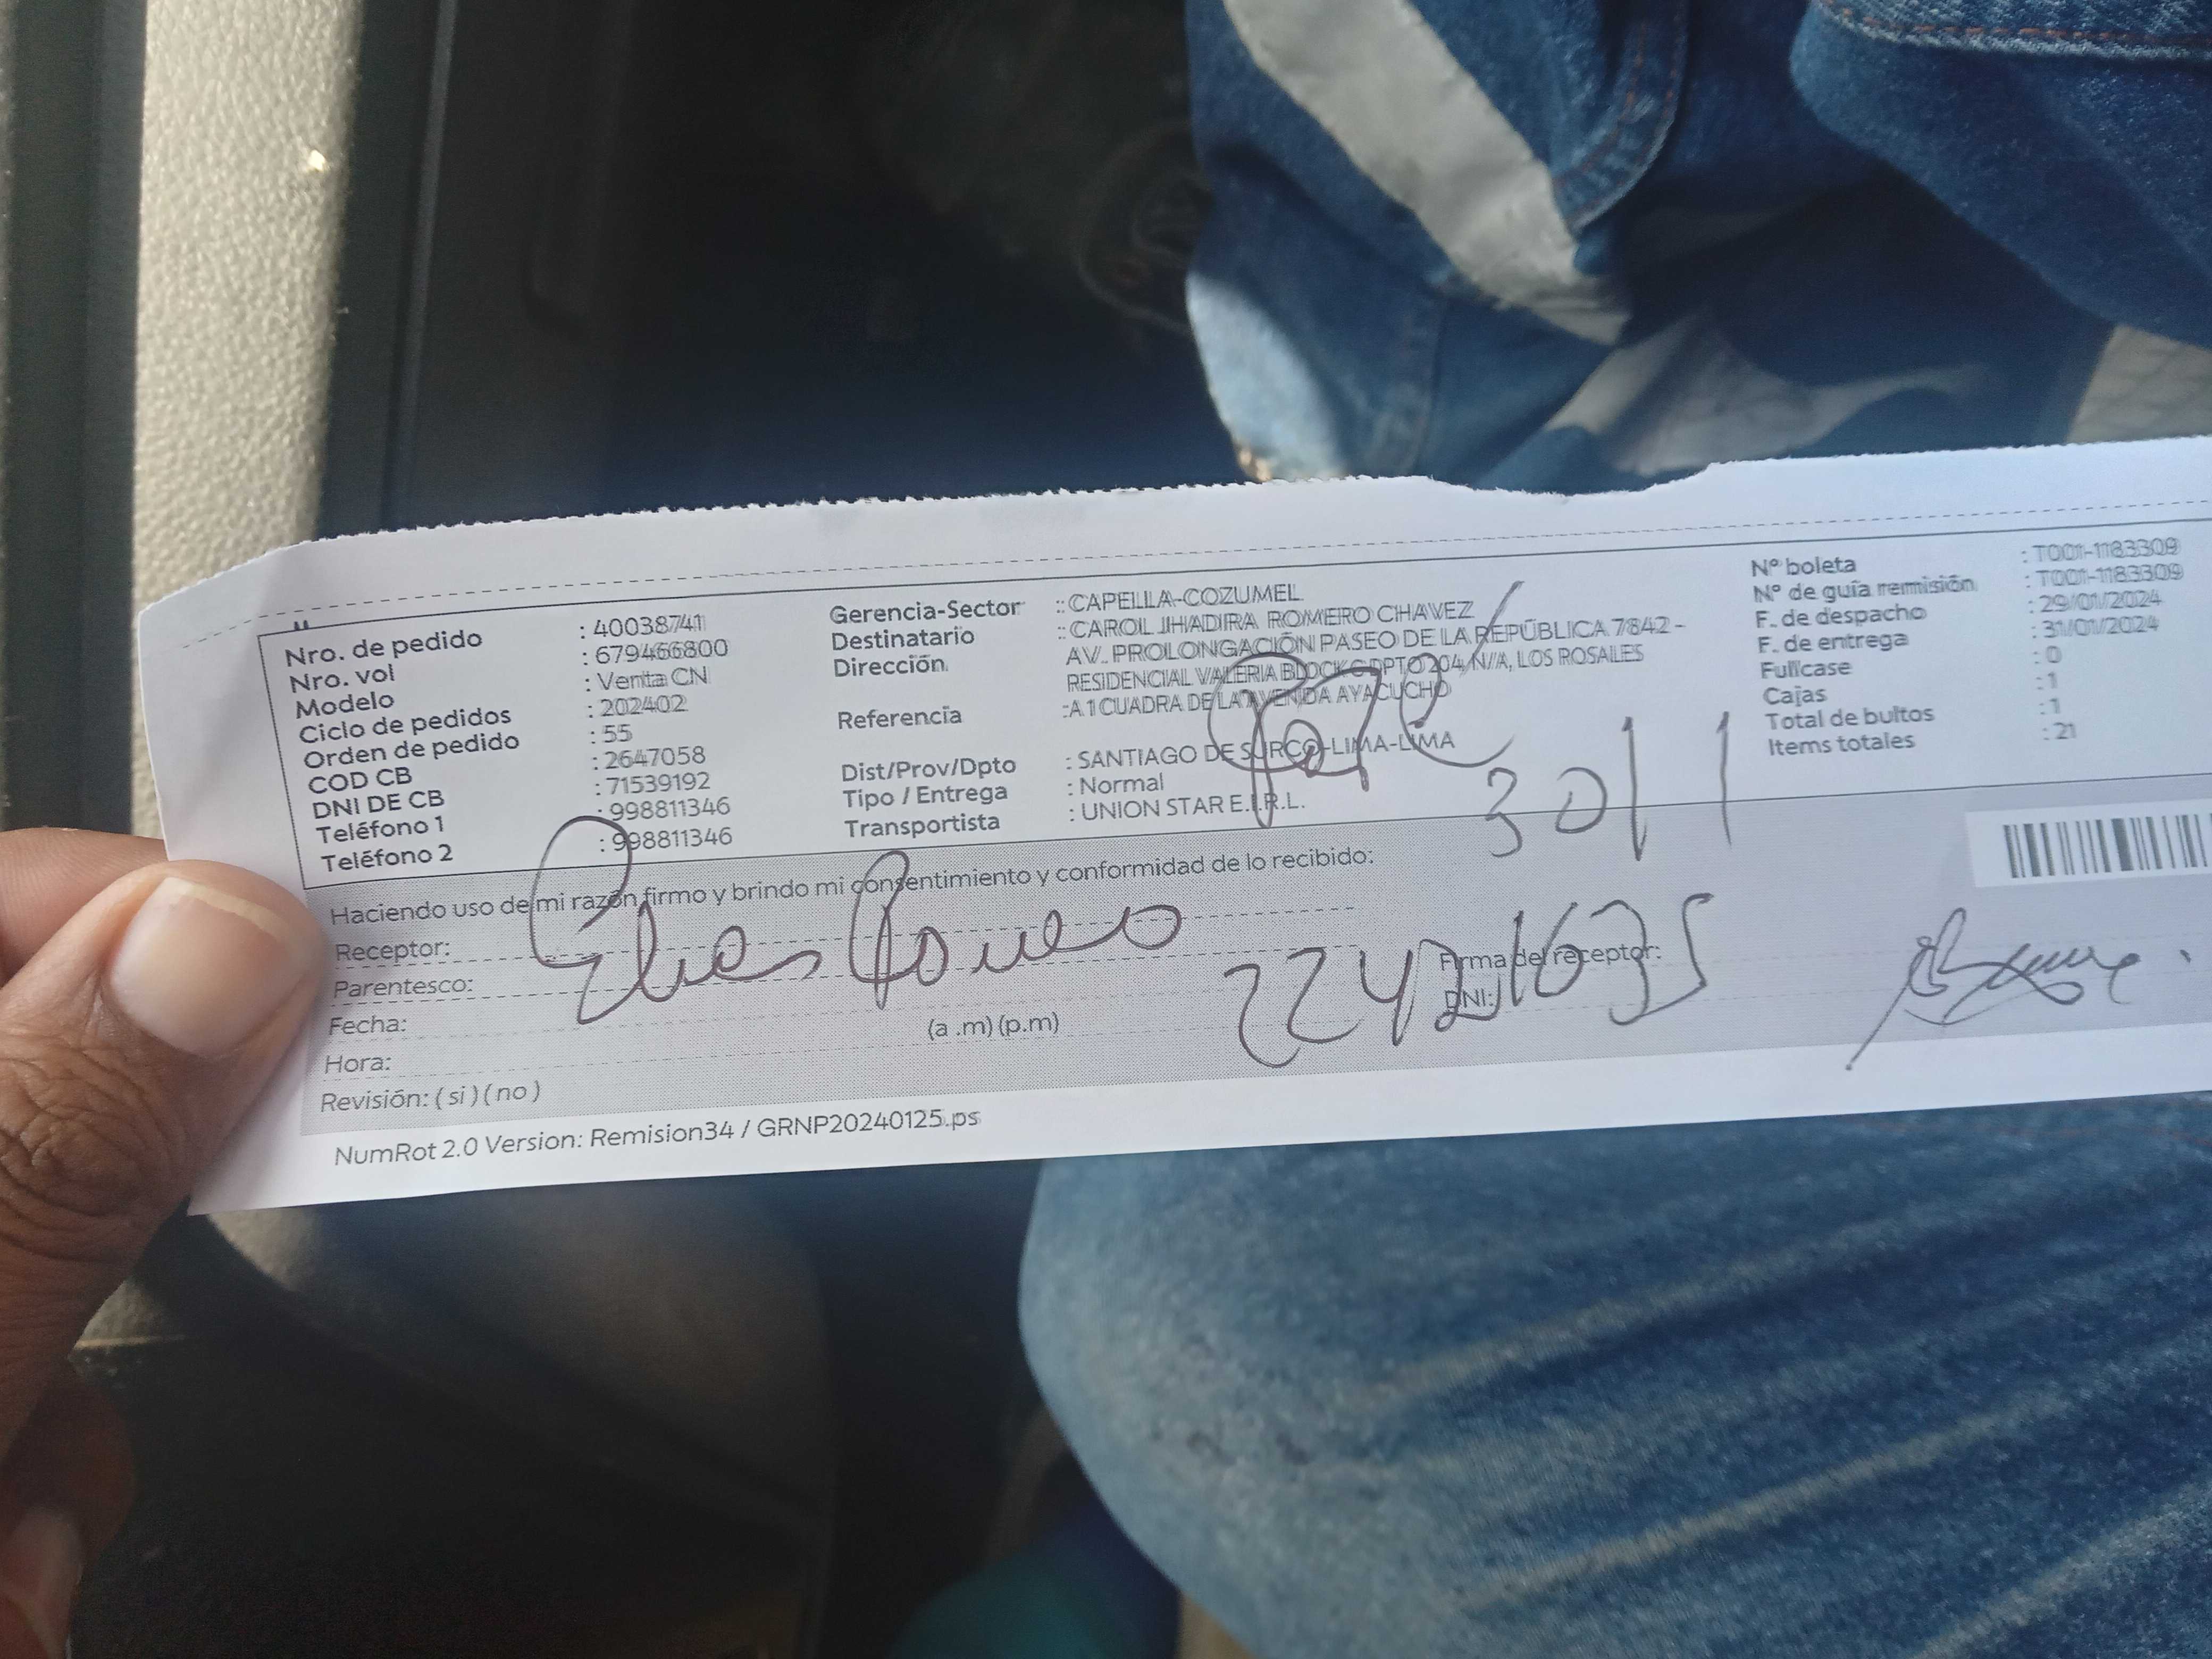 Nro. de pedido : 40038741
Nro. vol : 679466800
Modelo : Venta CN
Ciclo de pedidos : 202402
Orden de pedido : 55
COD CB : 2647058
DNI DE CB : 71539192
Teléfono 1 : 998811346
Teléfono 2 : 998811346
Gerencia-Sector : CAPELLA-COZUMEL
Destinatario : CAROL JHADIRA ROMERO CHAVEZ
Dirección AV. PROLONGACIÓN PASEO DE LA REPÚBLICA 7842 -
RESIDENCIAL VALERIA BLOCK C DPTO 204, N/A, LOS ROSALES
Referencia :A 1 CUADRA DE LA AVENIDA AYACUCHO
Dist/Prov/Dpto : SANTIAGO DE SURCO-LIMA-LIMA
Tipo / Entrega : Normal
Transportista : UNION STAR E.I.R.L.
Nº boleta : T001-1183309
Nº de guía remisión : T001-1183309
F. de despacho : 29/01/2024
F. de entrega : 31/01/2024
Fullcase : 0
Cajas : 1
Total de bultos : 1
Items totales : 21
30/1
Haciendo uso de mi razón firmo y brindo mi consentimiento y conformidad de lo recibido:
Receptor: Elias Romero
Parentesco:
Fecha:
Hora: (a .m) (p.m)
Revisión: ( si ) ( no )
Firma del receptor:
DNI:
NumRot 2.0 Version: Remision34 / GRNP20240125.ps